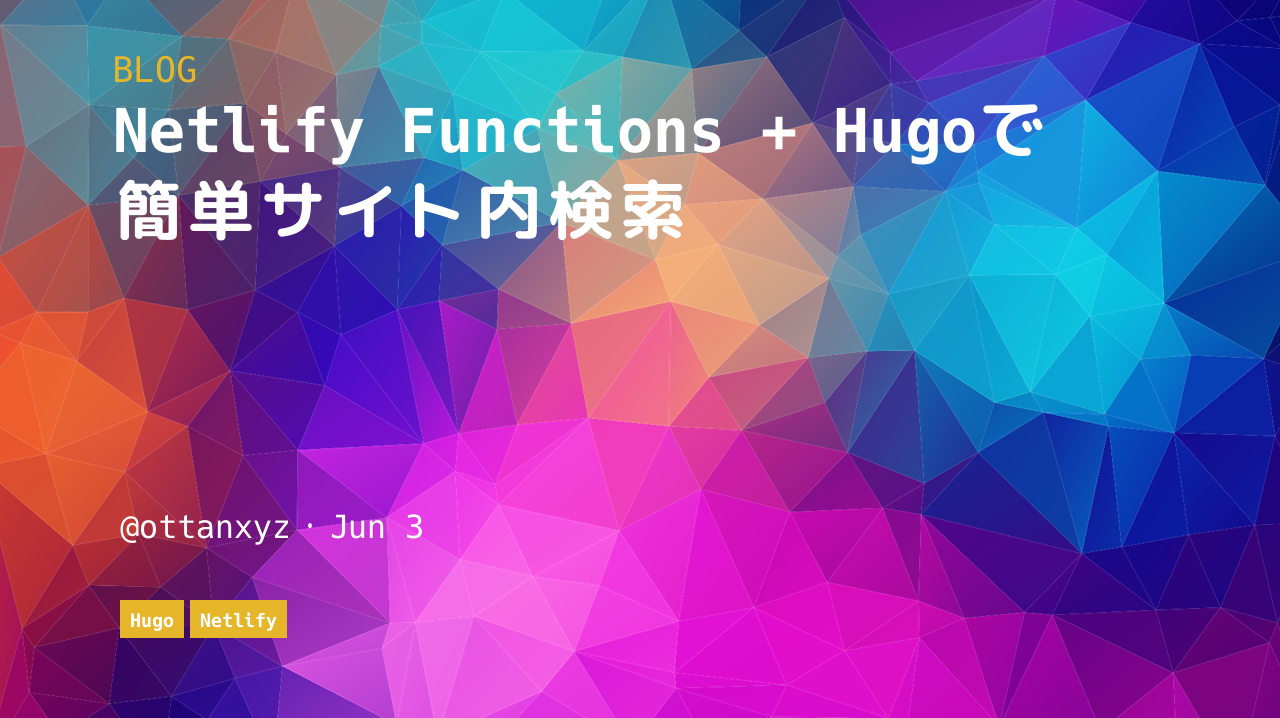 BLOG
Netlify Functions + Hugoで
簡単サイト内検索
@ottanxyz · Jun 3
Hugo Netlify